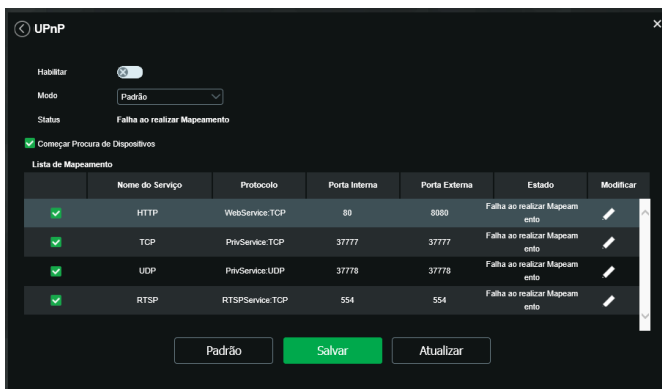 UPnP
Habilitar
Modo Padrão
Status Falha ao realizar Mapeamento
Começar Procura de Dispositivos
Lista de Mapeamento
Nome do Serviço Protocolo Porta Interna Porta Externa Estado Modificar
HTTP WebService:TCP 80 8080 Falha ao realizar Mapeam
ento
TCP PrivService:TCP 37777 37777 Falha ao realizar Mapeam
ento
UDP PrivService:UDP 37778 37778 Falha ao realizar Mapeam
ento
RTSP RTSPService:TCP 554 554 Falha ao realizar Mapeam
ento
Padrão Salvar Atualizar